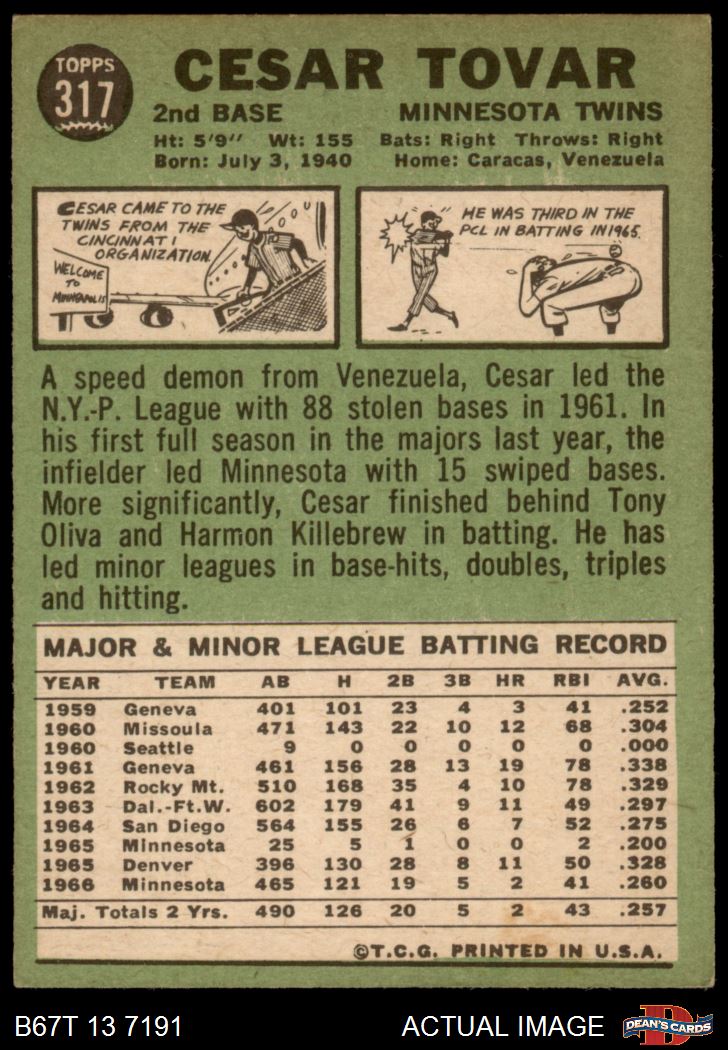 TOPPS
317
CESAR TOVAR
2nd BASE MINNESOTA TWINS
Ht: 5'9" Wt: 155 Bats: Right Throws: Right
Born: July 3, 1940 Home: Caracas, Venezuela
CESAR CAME TO THE
TWINS FROM THE
CINCINNATI
ORGANIZATION.
WELCOME
TO
MINNEAPOLIS
HE WAS THIRD IN THE
PCL IN BATTING IN 1965.
A speed demon from Venezuela, Cesar led the
N.Y.-P. League with 88 stolen bases in 1961. In
his first full season in the majors last year, the
infielder led Minnesota with 15 swiped bases.
More significantly, Cesar finished behind Tony
Oliva and Harmon Killebrew in batting. He has
led minor leagues in base-hits, doubles, triples
and hitting.
MAJOR & MINOR LEAGUE BATTING RECORD
YEAR TEAM AB H 2B 3B HR RBI AVG.
1959 Geneva 401 101 23 4 3 41 .252
1960 Missoula 471 143 22 10 12 68 .304
1960 Seattle 9 0 0 0 0 0 .000
1961 Geneva 461 156 28 13 19 78 .338
1962 Rocky Mt. 510 168 35 4 10 78 .329
1963 Dal.-Ft.W. 602 179 41 9 11 49 .297
1964 San Diego 564 155 26 6 7 52 .275
1965 Minnesota 25 5 1 0 0 2 .200
1965 Denver 396 130 28 8 11 50 .328
1966 Minnesota 465 121 19 5 2 41 .260
Maj. Totals 2 Yrs. 490 126 20 5 2 43 .257
©T.C.G. PRINTED IN U.S.A.
B67T 13 7191 ACTUAL IMAGE
D
DEAN'S CARDS